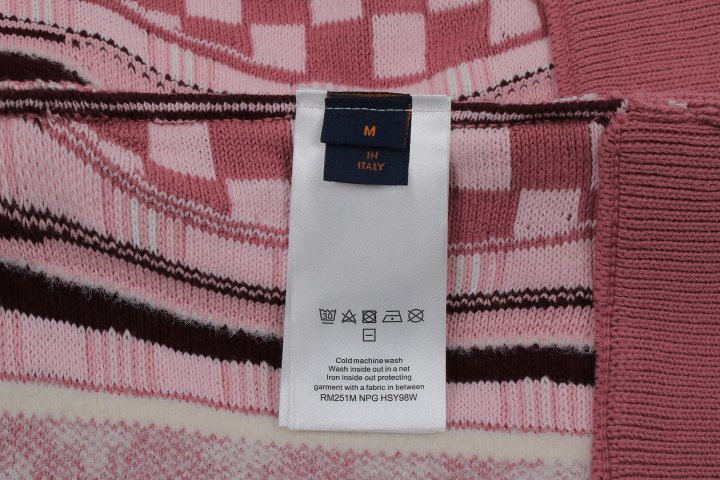 M
IN
ITALY
30
Cold machine wash
Wash inside out in a net
Iron inside out protecting
garment with a fabric in between
RM251M NPG HSY98W